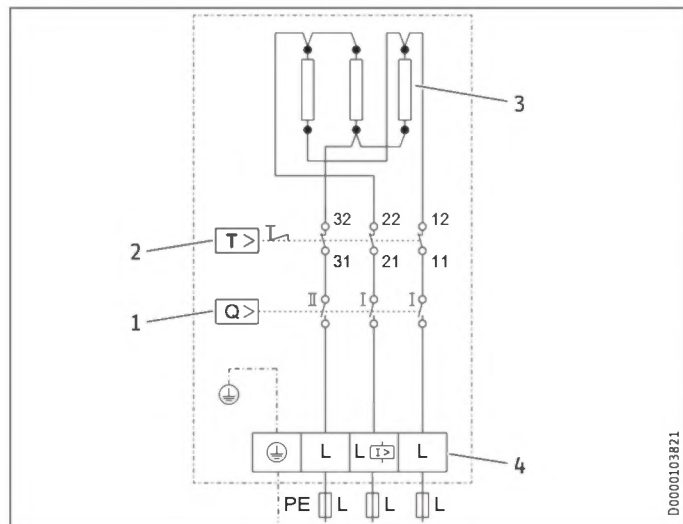 3
32 22 12
2 T> I
31 21 11
II I I
1 Q>
L L I> L
4
PE L L L
D0000103821